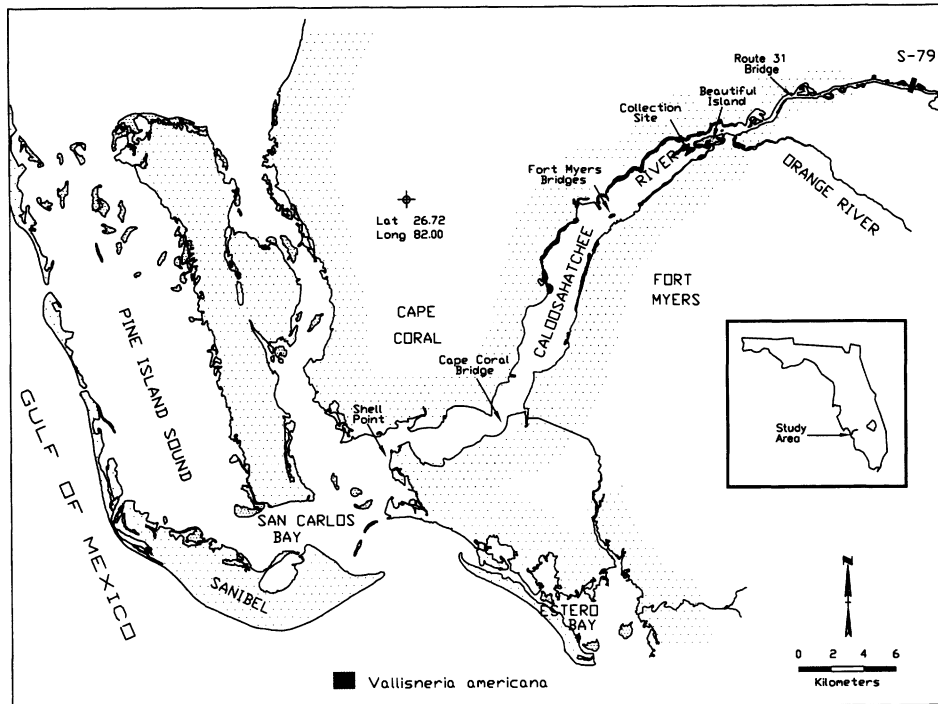 S-79
Route 31
Bridge
Beautiful
Island
Collection
Site
Fort Myers
Bridges
CALOOSAHATCHEE RIVER
ORANGE RIVER
Lat 26.72
Long 82.00
FORT
MYERS
CAPE
CORAL
Cape Coral
Bridge
Shell
Point
PINE ISLAND SOUND
GULF OF MEXICO
SAN CARLOS
BAY
SANIBEL
ESTERO
BAY
Study
Area
N
0 2 4 6
Kilometers
Vallisneria americana